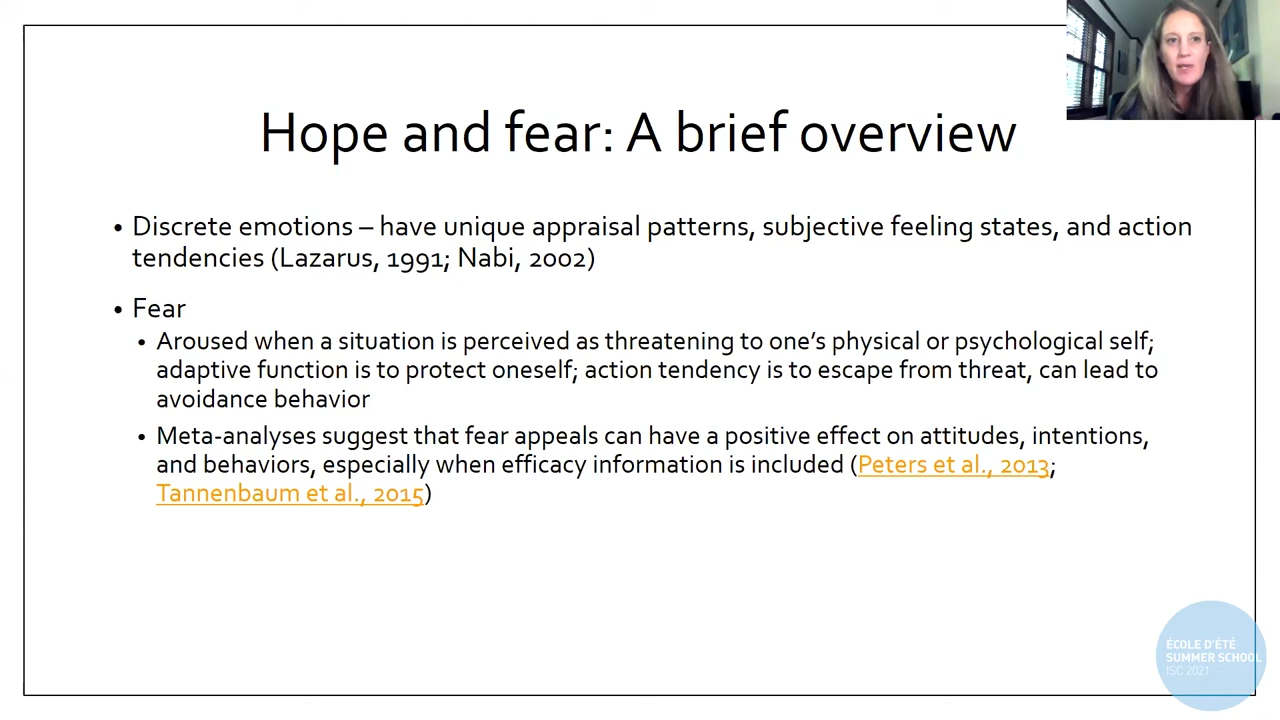 Hope and fear: A brief overview
• Discrete emotions – have unique appraisal patterns, subjective feeling states, and action
tendencies (Lazarus, 1991; Nabi, 2002)
• Fear
• Aroused when a situation is perceived as threatening to one’s physical or psychological self;
adaptive function is to protect oneself; action tendency is to escape from threat, can lead to
avoidance behavior
• Meta-analyses suggest that fear appeals can have a positive effect on attitudes, intentions,
and behaviors, especially when efficacy information is included (Peters et al., 2013;
Tannenbaum et al., 2015)
ÉCOLE D'ÉTÉ
SUMMER SCHOOL
ISC 2021